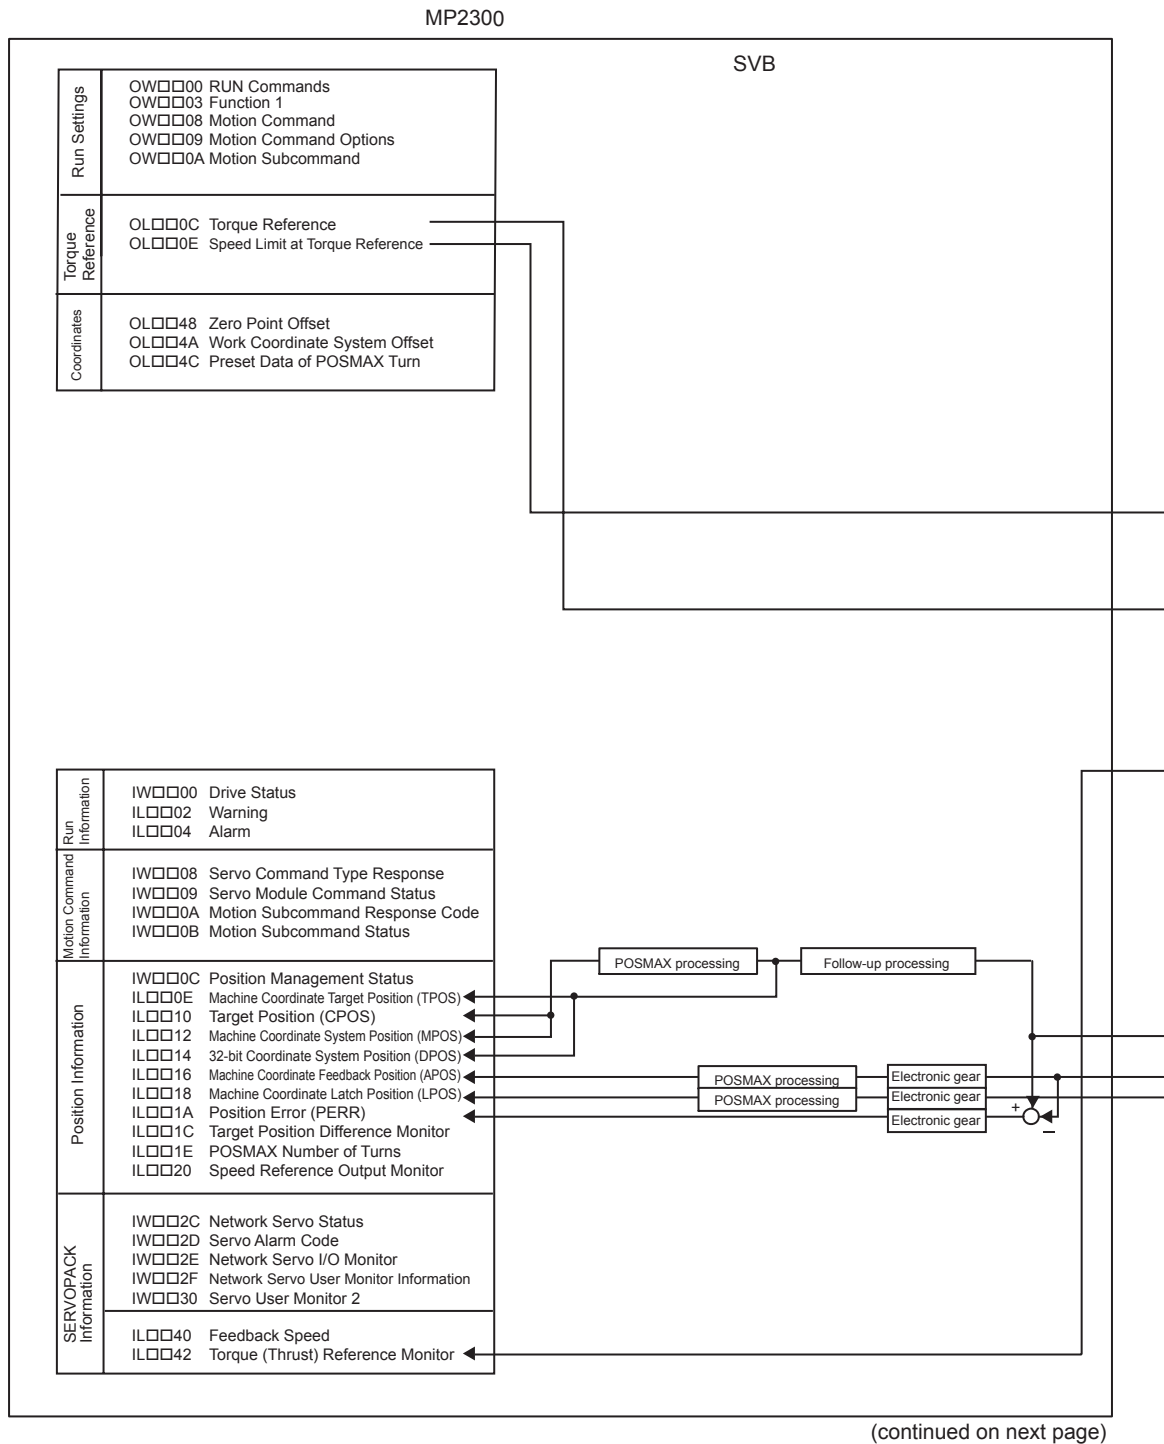 MP2300
SVB
Run Settings
OW□□00 RUN Commands
OW□□03 Function 1
OW□□08 Motion Command
OW□□09 Motion Command Options
OW□□0A Motion Subcommand
Torque
Reference
OL□□0C Torque Reference
OL□□0E Speed Limit at Torque Reference
Coordinates
OL□□48 Zero Point Offset
OL□□4A Work Coordinate System Offset
OL□□4C Preset Data of POSMAX Turn
Run
Information
IW□□00 Drive Status
IL□□02 Warning
IL□□04 Alarm
Motion Command
Information
IW□□08 Servo Command Type Response
IW□□09 Servo Module Command Status
IW□□0A Motion Subcommand Response Code
IW□□0B Motion Subcommand Status
Position Information
IW□□0C Position Management Status
IL□□0E Machine Coordinate Target Position (TPOS)
IL□□10 Target Position (CPOS)
IL□□12 Machine Coordinate System Position (MPOS)
IL□□14 32-bit Coordinate System Position (DPOS)
IL□□16 Machine Coordinate Feedback Position (APOS)
IL□□18 Machine Coordinate Latch Position (LPOS)
IL□□1A Position Error (PERR)
IL□□1C Target Position Difference Monitor
IL□□1E POSMAX Number of Turns
IL□□20 Speed Reference Output Monitor
POSMAX processing
Follow-up processing
POSMAX processing
Electronic gear
POSMAX processing
Electronic gear
Electronic gear
+
−
SERVOPACK
Information
IW□□2C Network Servo Status
IW□□2D Servo Alarm Code
IW□□2E Network Servo I/O Monitor
IW□□2F Network Servo User Monitor Information
IW□□30 Servo User Monitor 2
IL□□40 Feedback Speed
IL□□42 Torque (Thrust) Reference Monitor
(continued on next page)